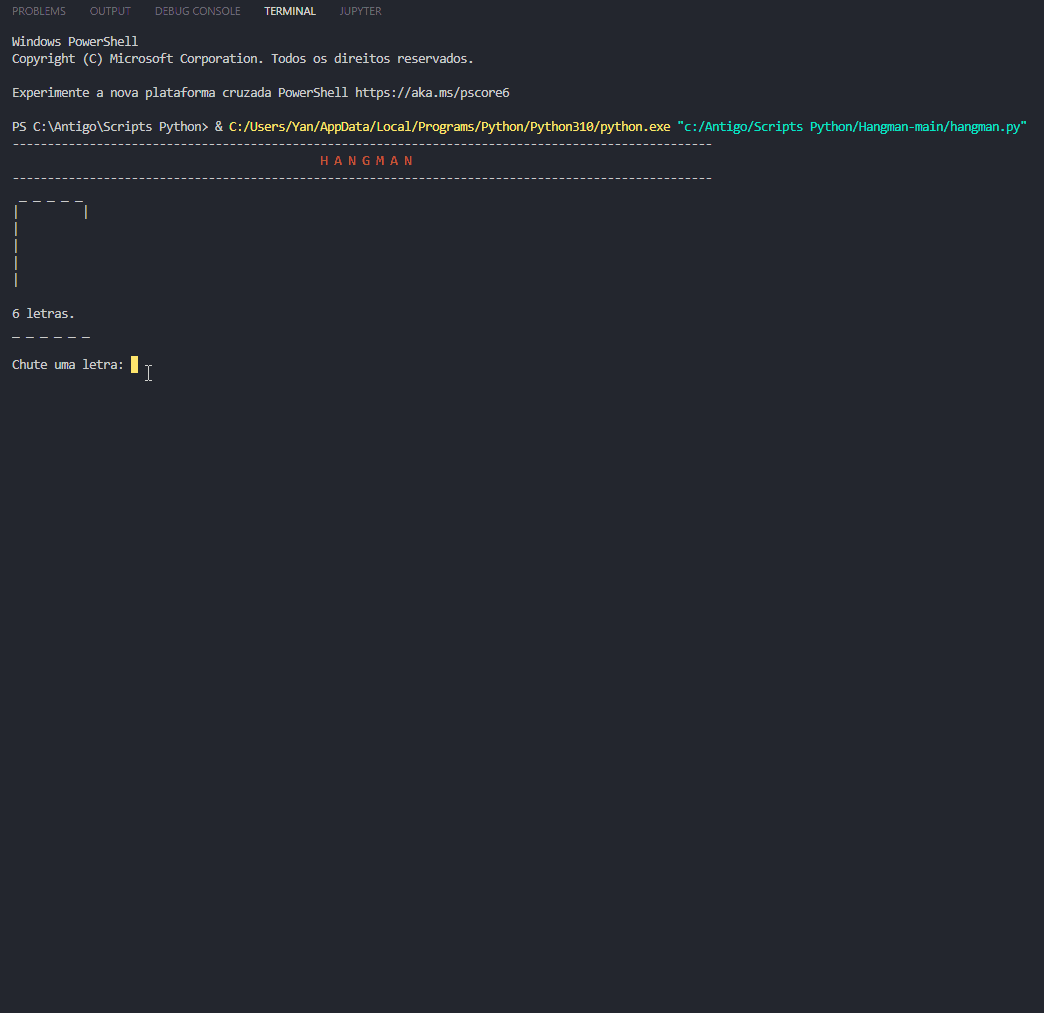 PROBLEMS OUTPUT DEBUG CONSOLE TERMINAL JUPYTER
Windows PowerShell
Copyright (C) Microsoft Corporation. Todos os direitos reservados.
Experimente a nova plataforma cruzada PowerShell https://aka.ms/pscore6
PS C:\Antigo\Scripts Python> & C:/Users/Yan/AppData/Local/Programs/Python/Python310/python.exe "c:/Antigo/Scripts Python/Hangman-main/hangman.py"
----------------------------------------------------------------------------------------------------
H A N G M A N
----------------------------------------------------------------------------------------------------
_ _ _ _ _
|         |
|
|
|
|
6 letras.
_ _ _ _ _ _
Chute uma letra: